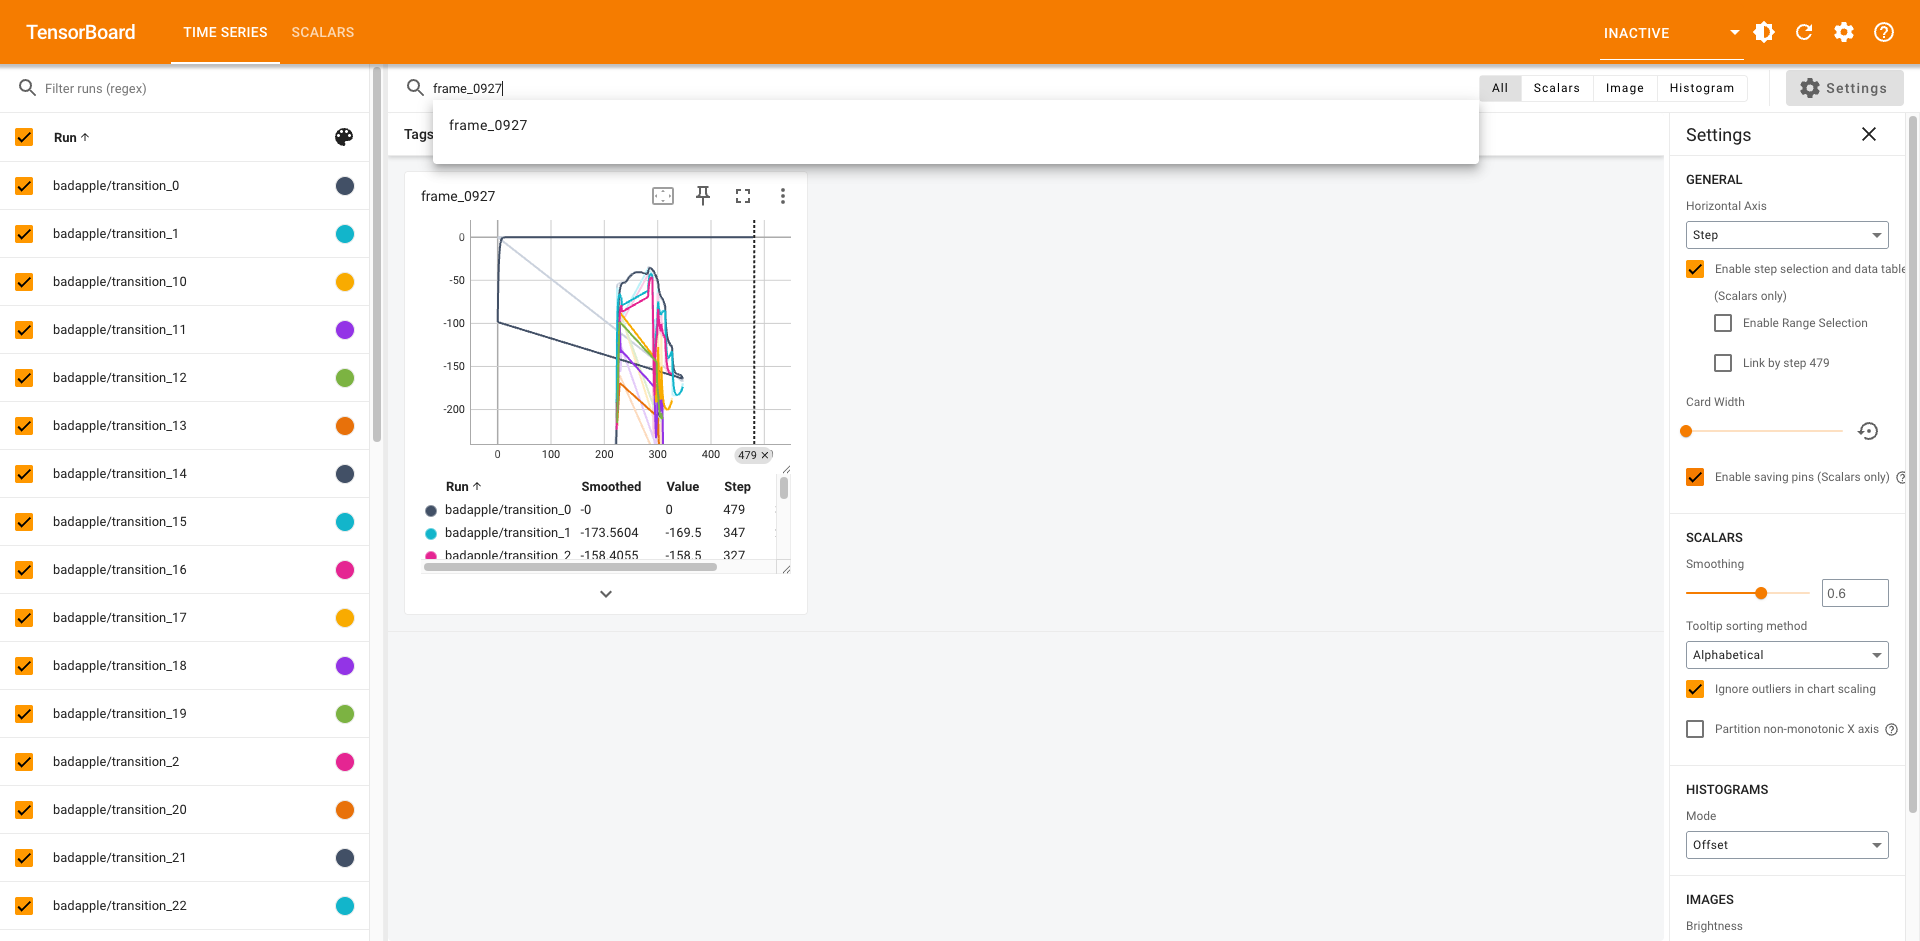 TensorBoard
TIME SERIES
SCALARS
INACTIVE
Filter runs (regex)
frame_0927
All
Scalars
Image
Histogram
Settings
frame_0927
Run
Tags
Settings
badapple/transition_0
badapple/transition_1
badapple/transition_10
badapple/transition_11
badapple/transition_12
badapple/transition_13
badapple/transition_14
badapple/transition_15
badapple/transition_16
badapple/transition_17
badapple/transition_18
badapple/transition_19
badapple/transition_2
badapple/transition_20
badapple/transition_21
badapple/transition_22
frame_0927
0
-50
-100
-150
-200
0 100 200 300 400 479
Run Smoothed Value Step
badapple/transition_0 -0 0 479
badapple/transition_1 -173.5604 -169.5 347
badapple/transition_2 -158.4055 -158.5 327
GENERAL
Horizontal Axis
Step
Enable step selection and data table
(Scalars only)
Enable Range Selection
Link by step 479
Card Width
Enable saving pins (Scalars only)
SCALARS
Smoothing
0.6
Tooltip sorting method
Alphabetical
Ignore outliers in chart scaling
Partition non-monotonic X axis
HISTOGRAMS
Mode
Offset
IMAGES
Brightness